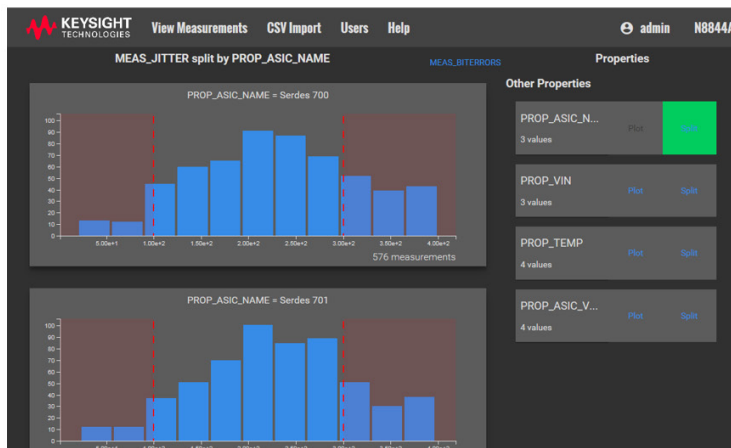 KEYSIGHT
TECHNOLOGIES
View Measurements CSV Import Users Help
admin N8844A
MEAS_JITTER split by PROP_ASIC_NAME
MEAS_BITERRORS
Properties
Other Properties
PROP_ASIC_NAME = Serdes 700
100
90
80
70
60
50
40
30
20
10
0
5.00e+1 1.00e+2 1.50e+2 2.00e+2 2.50e+2 3.00e+2 3.50e+2 4.00e+2
576 measurements
PROP_ASIC_N...
3 values
Plot Split
PROP_VIN
3 values
Plot Split
PROP_TEMP
4 values
Plot Split
PROP_ASIC_V...
4 values
Plot Split
PROP_ASIC_NAME = Serdes 701
100
90
80
70
60
50
40
30
20
10
0